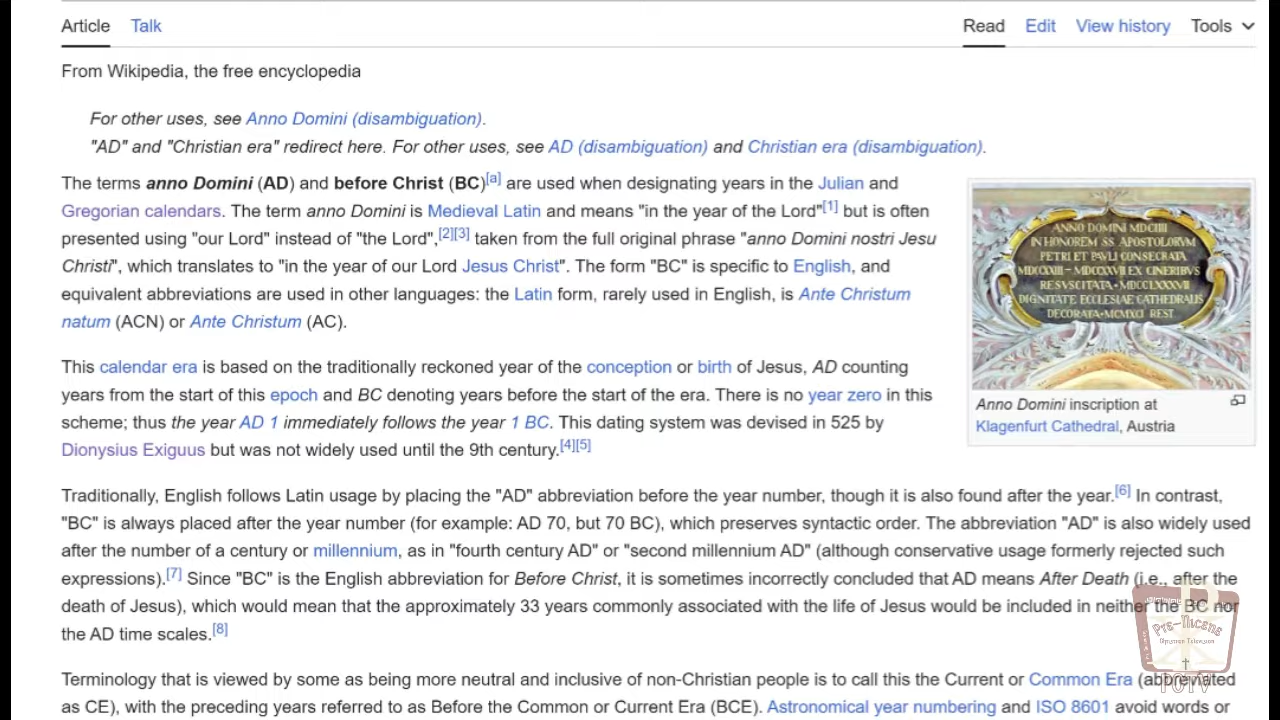 Article Talk Read Edit View history Tools
From Wikipedia, the free encyclopedia
For other uses, see Anno Domini (disambiguation).
"AD" and "Christian era" redirect here. For other uses, see AD (disambiguation) and Christian era (disambiguation).
The terms anno Domini (AD) and before Christ (BC)[a] are used when designating years in the Julian and
Gregorian calendars. The term anno Domini is Medieval Latin and means "in the year of the Lord"[1] but is often
presented using "our Lord" instead of "the Lord",[2][3] taken from the full original phrase "anno Domini nostri Jesu
Christi", which translates to "in the year of our Lord Jesus Christ". The form "BC" is specific to English, and
equivalent abbreviations are used in other languages: the Latin form, rarely used in English, is Ante Christum
natum (ACN) or Ante Christum (AC).
ANNO DOMINI MDCIIII
IN HONOREM SS. APOSTOLORVM
PETRI ET PAVLI CONSECRATA
MDCCXXIII – MDCCXXVII EX CINERIBVS
RESVSCITATA • MDCCLXXXVII
DIGNITATE ECCLESIAE CATHEDRALIS
DECORATA • MCMXCI REST.
Anno Domini inscription at
Klagenfurt Cathedral, Austria
This calendar era is based on the traditionally reckoned year of the conception or birth of Jesus, AD counting
years from the start of this epoch and BC denoting years before the start of the era. There is no year zero in this
scheme; thus the year AD 1 immediately follows the year 1 BC. This dating system was devised in 525 by
Dionysius Exiguus but was not widely used until the 9th century.[4][5]
Traditionally, English follows Latin usage by placing the "AD" abbreviation before the year number, though it is also found after the year.[6] In contrast,
"BC" is always placed after the year number (for example: AD 70, but 70 BC), which preserves syntactic order. The abbreviation "AD" is also widely used
after the number of a century or millennium, as in "fourth century AD" or "second millennium AD" (although conservative usage formerly rejected such
expressions).[7] Since "BC" is the English abbreviation for Before Christ, it is sometimes incorrectly concluded that AD means After Death (i.e., after the
death of Jesus), which would mean that the approximately 33 years commonly associated with the life of Jesus would be included in neither the BC nor
the AD time scales.[8]
Pre-Nicene
POTV
Terminology that is viewed by some as being more neutral and inclusive of non-Christian people is to call this the Current or Common Era (abbreviated
as CE), with the preceding years referred to as Before the Common or Current Era (BCE). Astronomical year numbering and ISO 8601 avoid words or